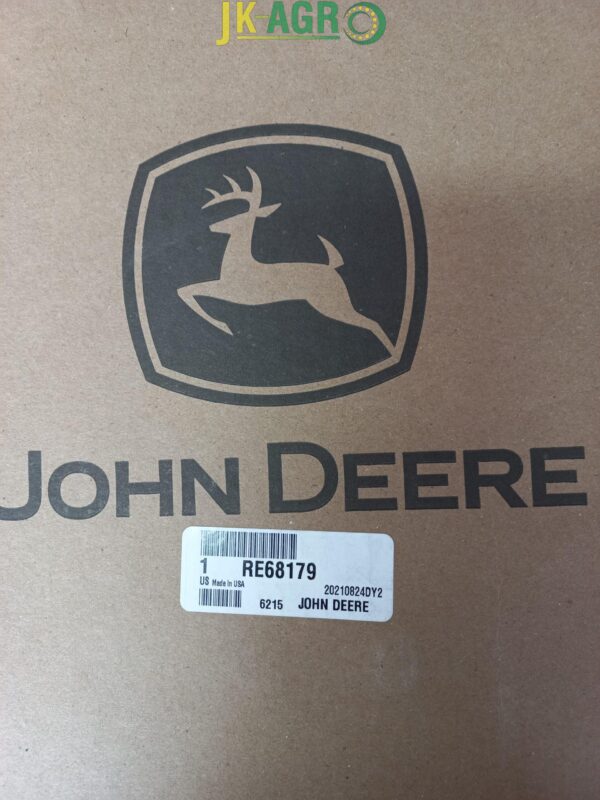 JK-AGRO
JOHN DEERE
1 RE68179
US Made in USA 20210824DY2
6215 JOHN DEERE